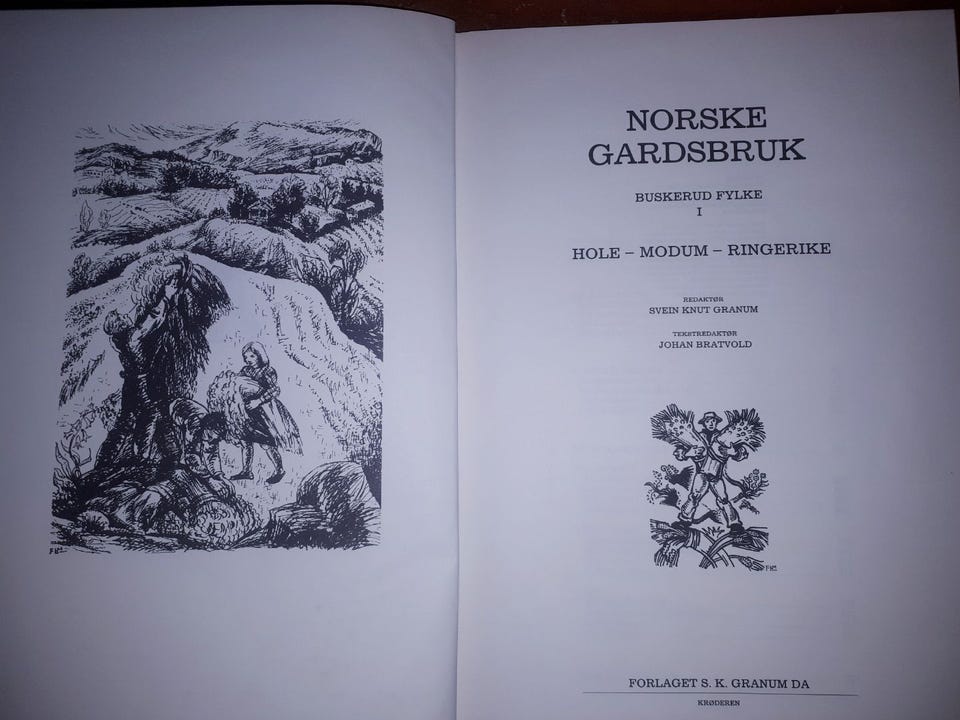 NORSKE
GARDSBRUK
BUSKERUD FYLKE
I
HOLE – MODUM – RINGERIKE
REDAKTØR
SVEIN KNUT GRANUM
TEKSTREDAKTØR
JOHAN BRATVOLD
FORLAGET S. K. GRANUM DA
KRØDEREN